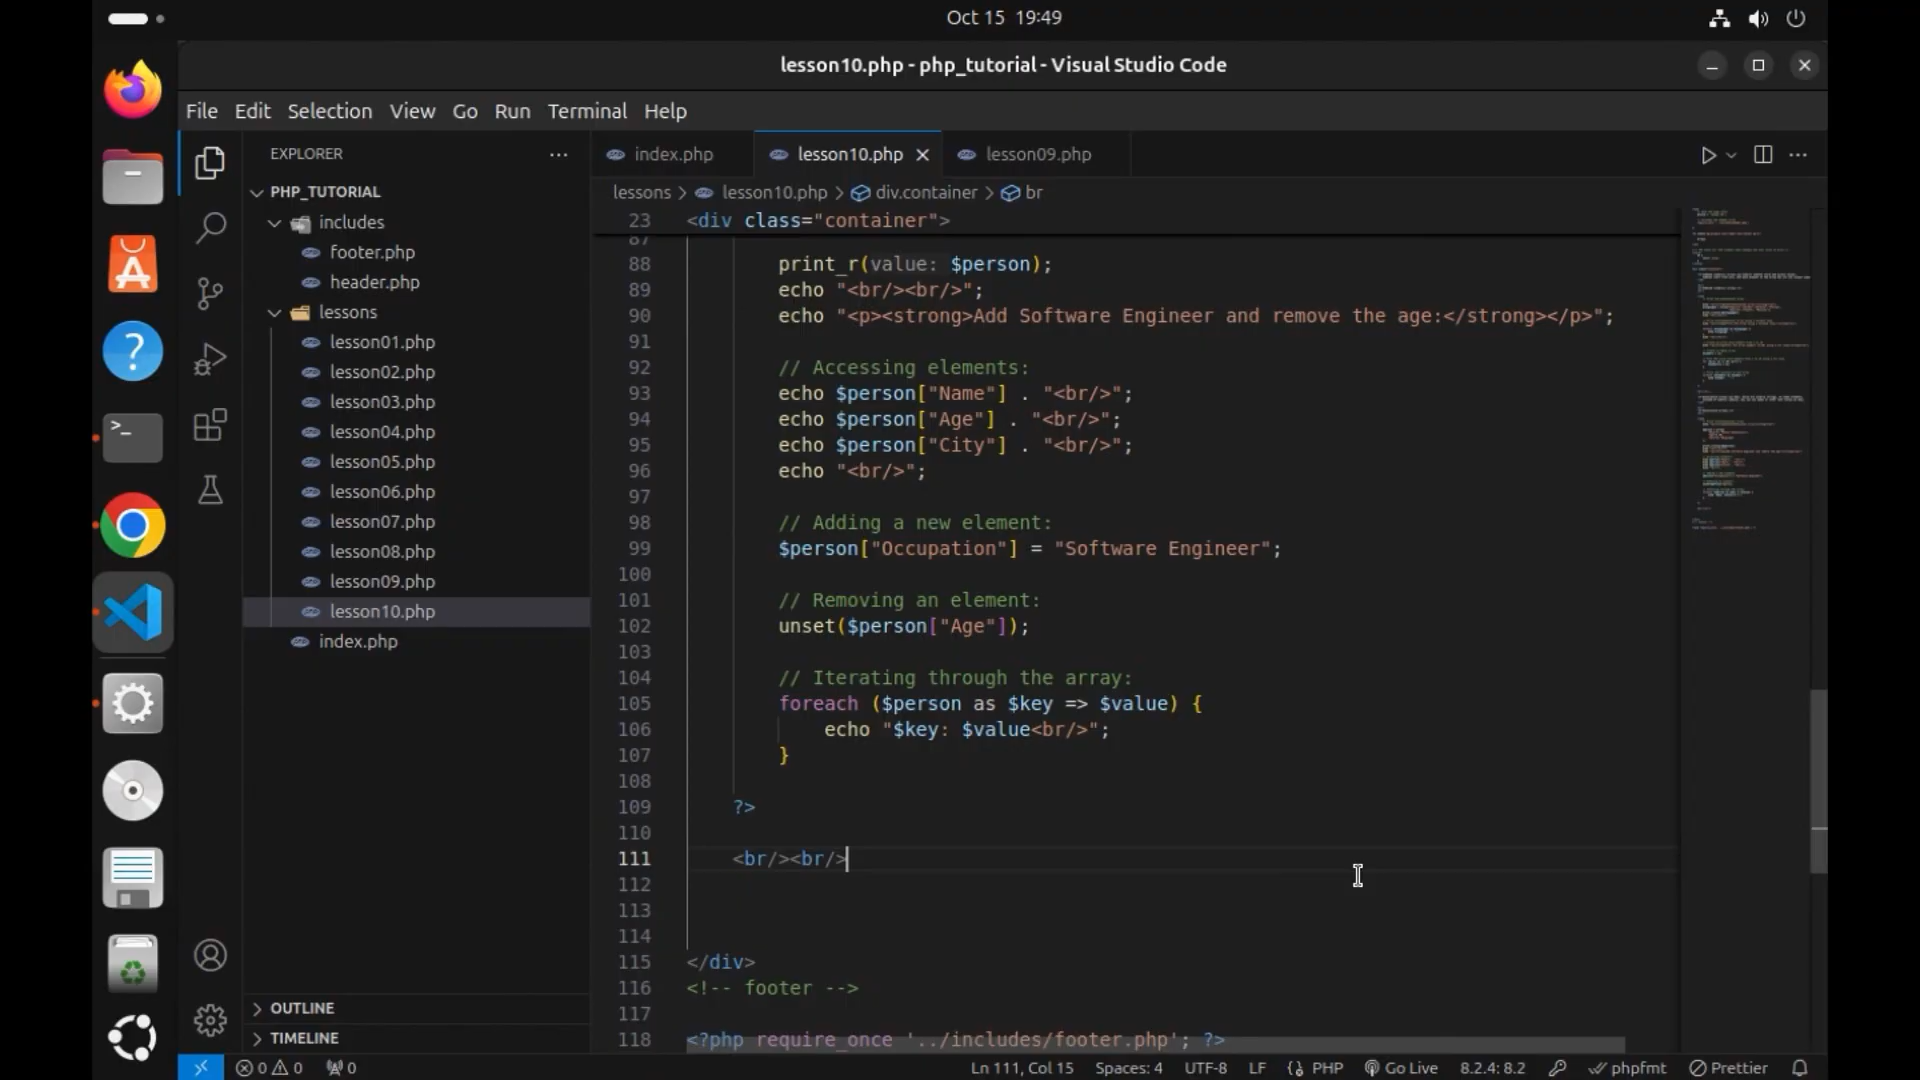 Oct 15 19:49
lesson10.php - php_tutorial - Visual Studio Code
File Edit Selection View Go Run Terminal Help
EXPLORER
PHP_TUTORIAL
includes
footer.php
header.php
lessons
lesson01.php
lesson02.php
lesson03.php
lesson04.php
lesson05.php
lesson06.php
lesson07.php
lesson08.php
lesson09.php
lesson10.php
index.php
OUTLINE
TIMELINE
index.php lesson10.php lesson09.php
lessons > lesson10.php > div.container > br
23 <div class="container">
87
88 print_r(value: $person);
89 echo "<br/><br/>";
90 echo "<p><strong>Add Software Engineer and remove the age:</strong></p>";
91
92 // Accessing elements:
93 echo $person["Name"] . "<br/>";
94 echo $person["Age"] . "<br/>";
95 echo $person["City"] . "<br/>";
96 echo "<br/>";
97
98 // Adding a new element:
99 $person["Occupation"] = "Software Engineer";
100
101 // Removing an element:
102 unset($person["Age"]);
103
104 // Iterating through the array:
105 foreach ($person as $key => $value) {
106 echo "$key: $value<br/>";
107 }
108
109 ?>
110
111 <br/><br/>
112
113
114
115 </div>
116 <!-- footer -->
117
118 <?php require_once '../includes/footer.php'; ?>
0 0 0 Ln 111, Col 15 Spaces: 4 UTF-8 LF PHP Go Live 8.2.4: 8.2 phpfmt Prettier